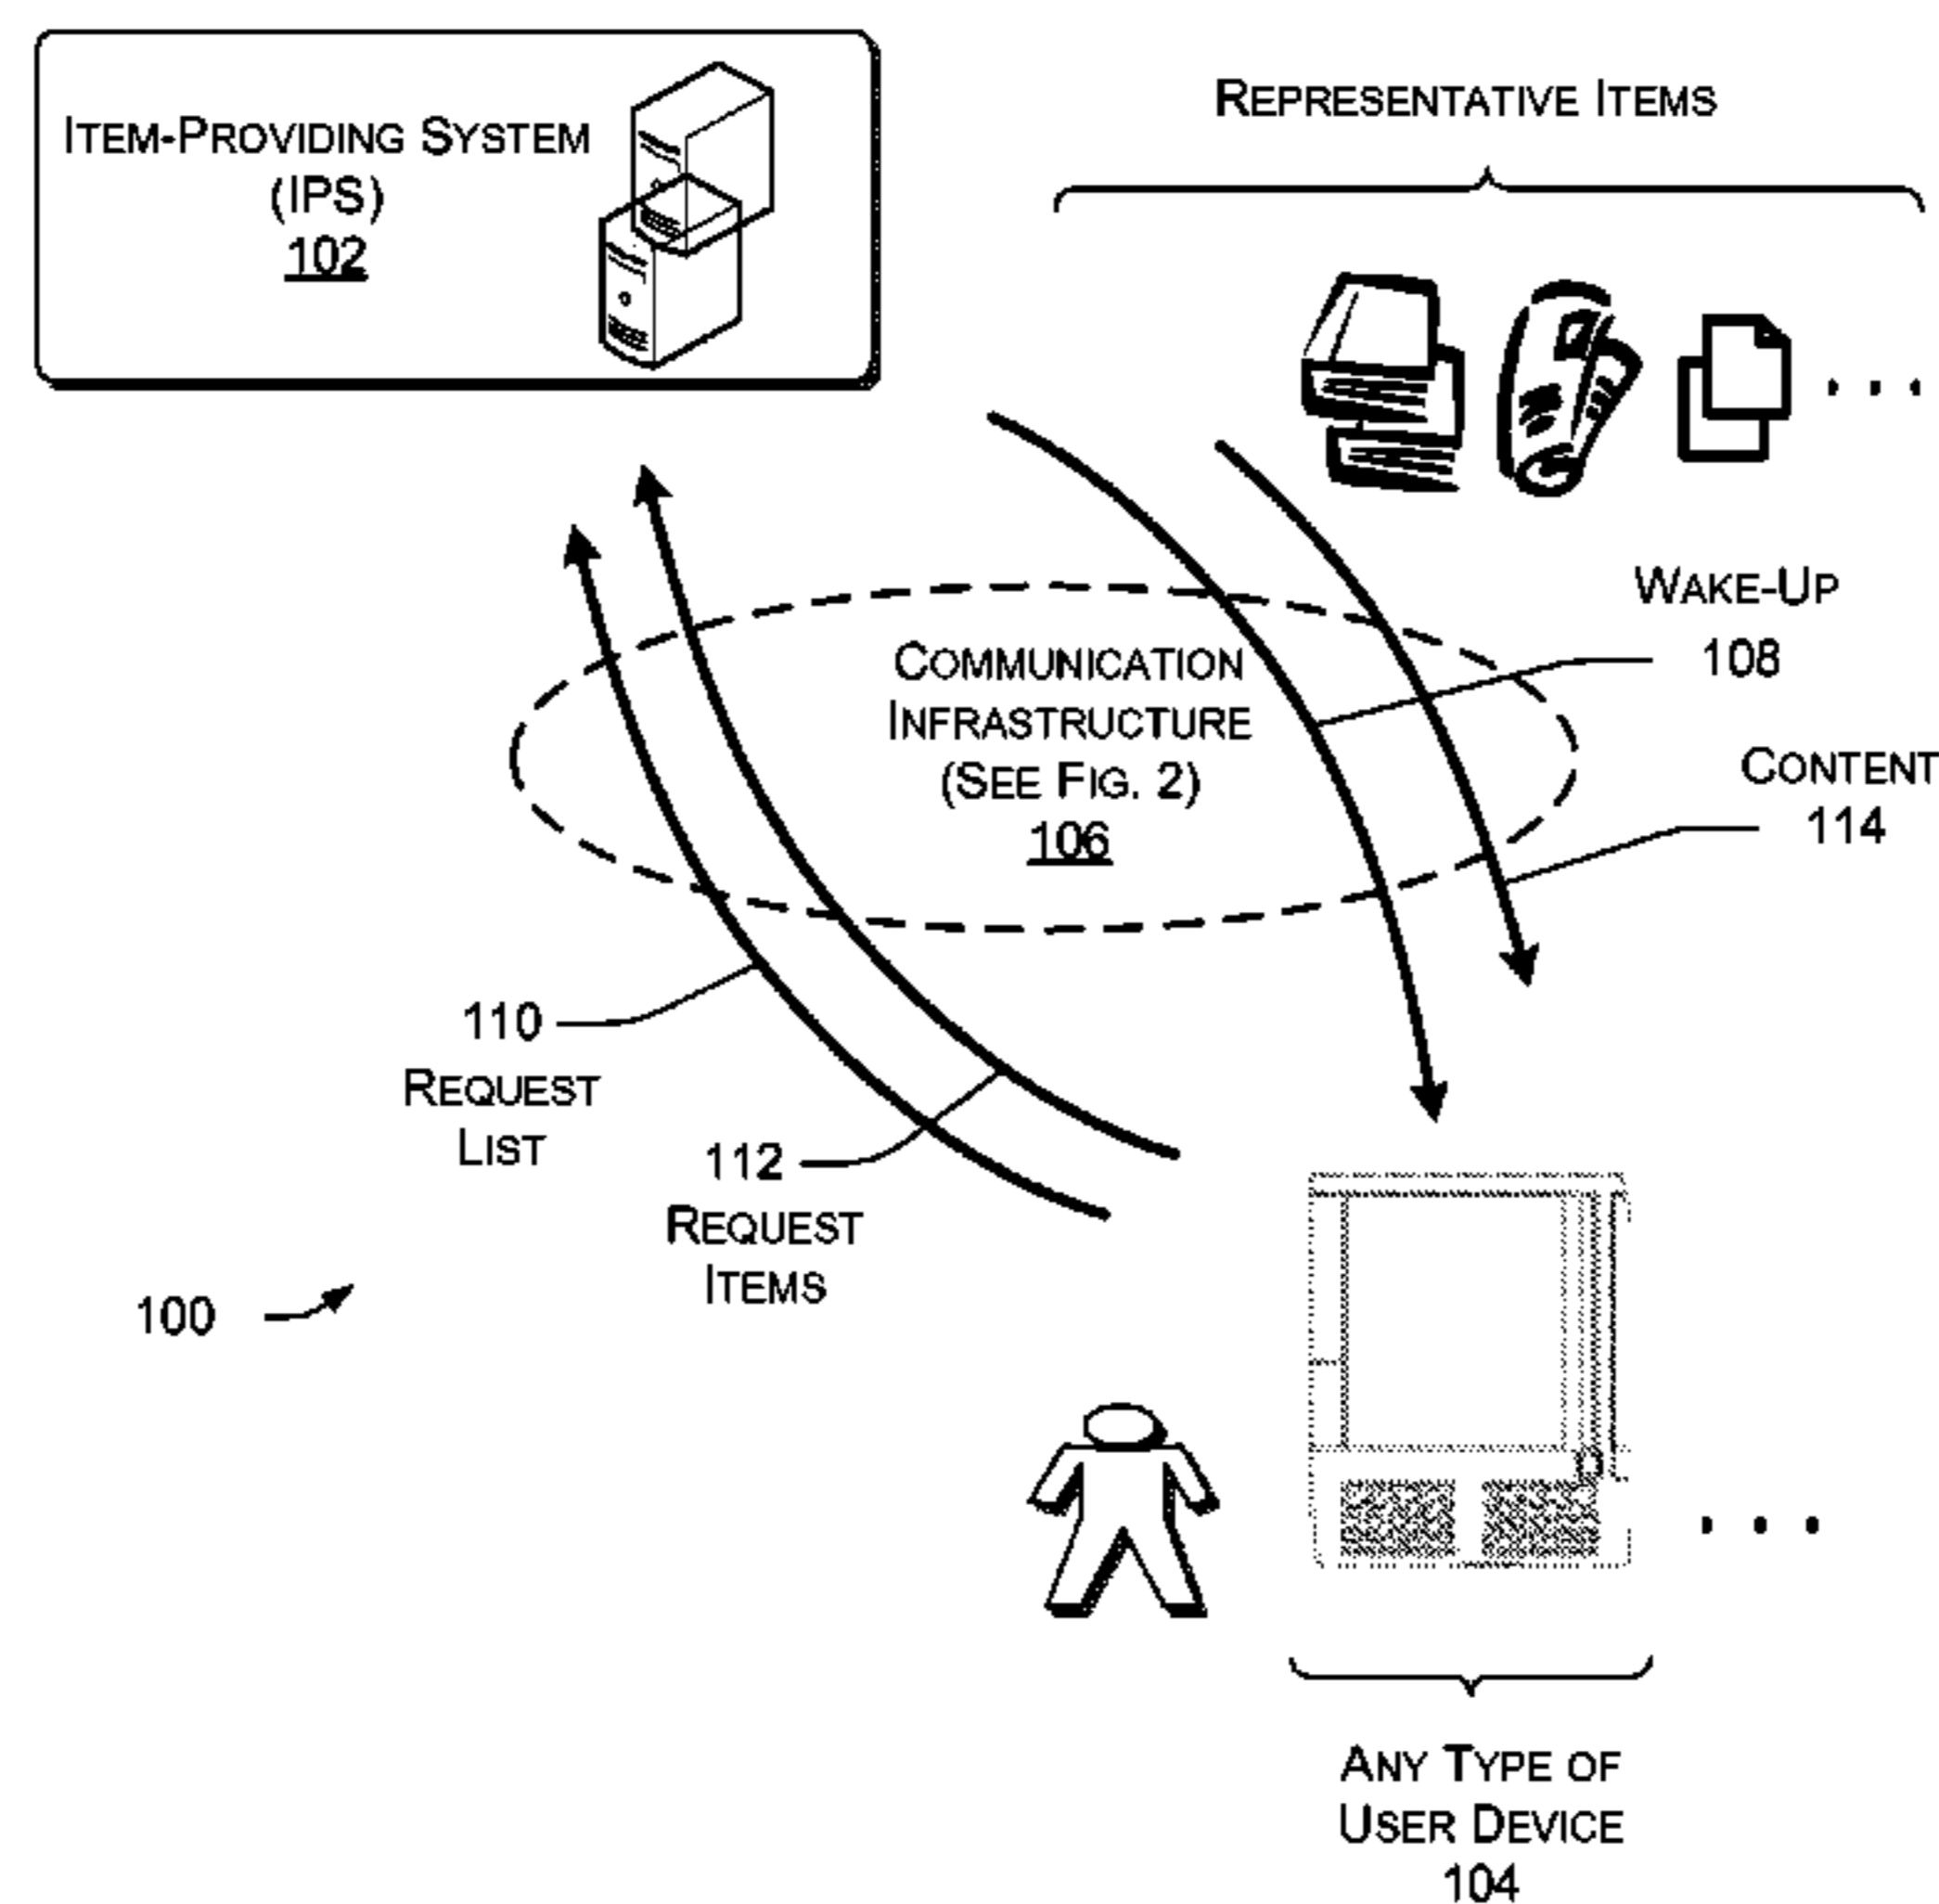 ITEM-PROVIDING SYSTEM
(IPS)
102
REPRESENTATIVE ITEMS
. . .
WAKE-UP
108
COMMUNICATION
INFRASTRUCTURE
(SEE FIG. 2)
106
CONTENT
114
110
REQUEST
LIST
112
REQUEST
ITEMS
100
. . .
ANY TYPE OF
USER DEVICE
104